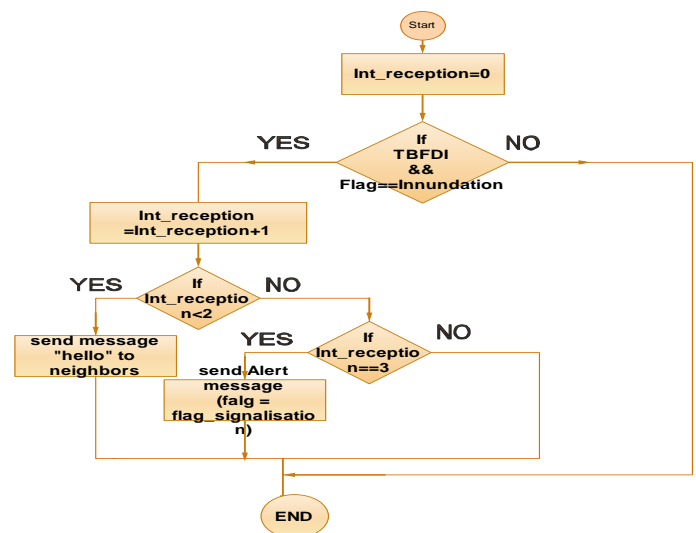 Start
Int_reception=0
If
TBFDI
&&
Flag==Innundation
YES
NO
Int_reception
=Int_reception+1
If
Int_receptio
n<2
YES
NO
send message
"hello" to
neighbors
If
Int_receptio
n==3
YES
NO
send Alert
message
(falg =
flag_signalisatio
n)
END